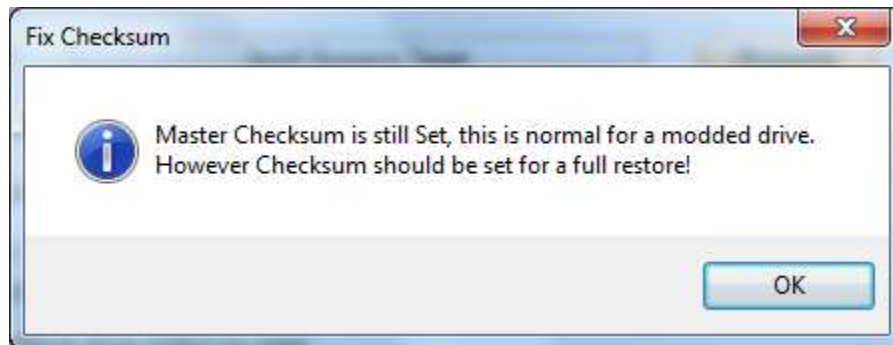 Fix Checksum
Master Checksum is still Set, this is normal for a modded drive.
However Checksum should be set for a full restore!
OK